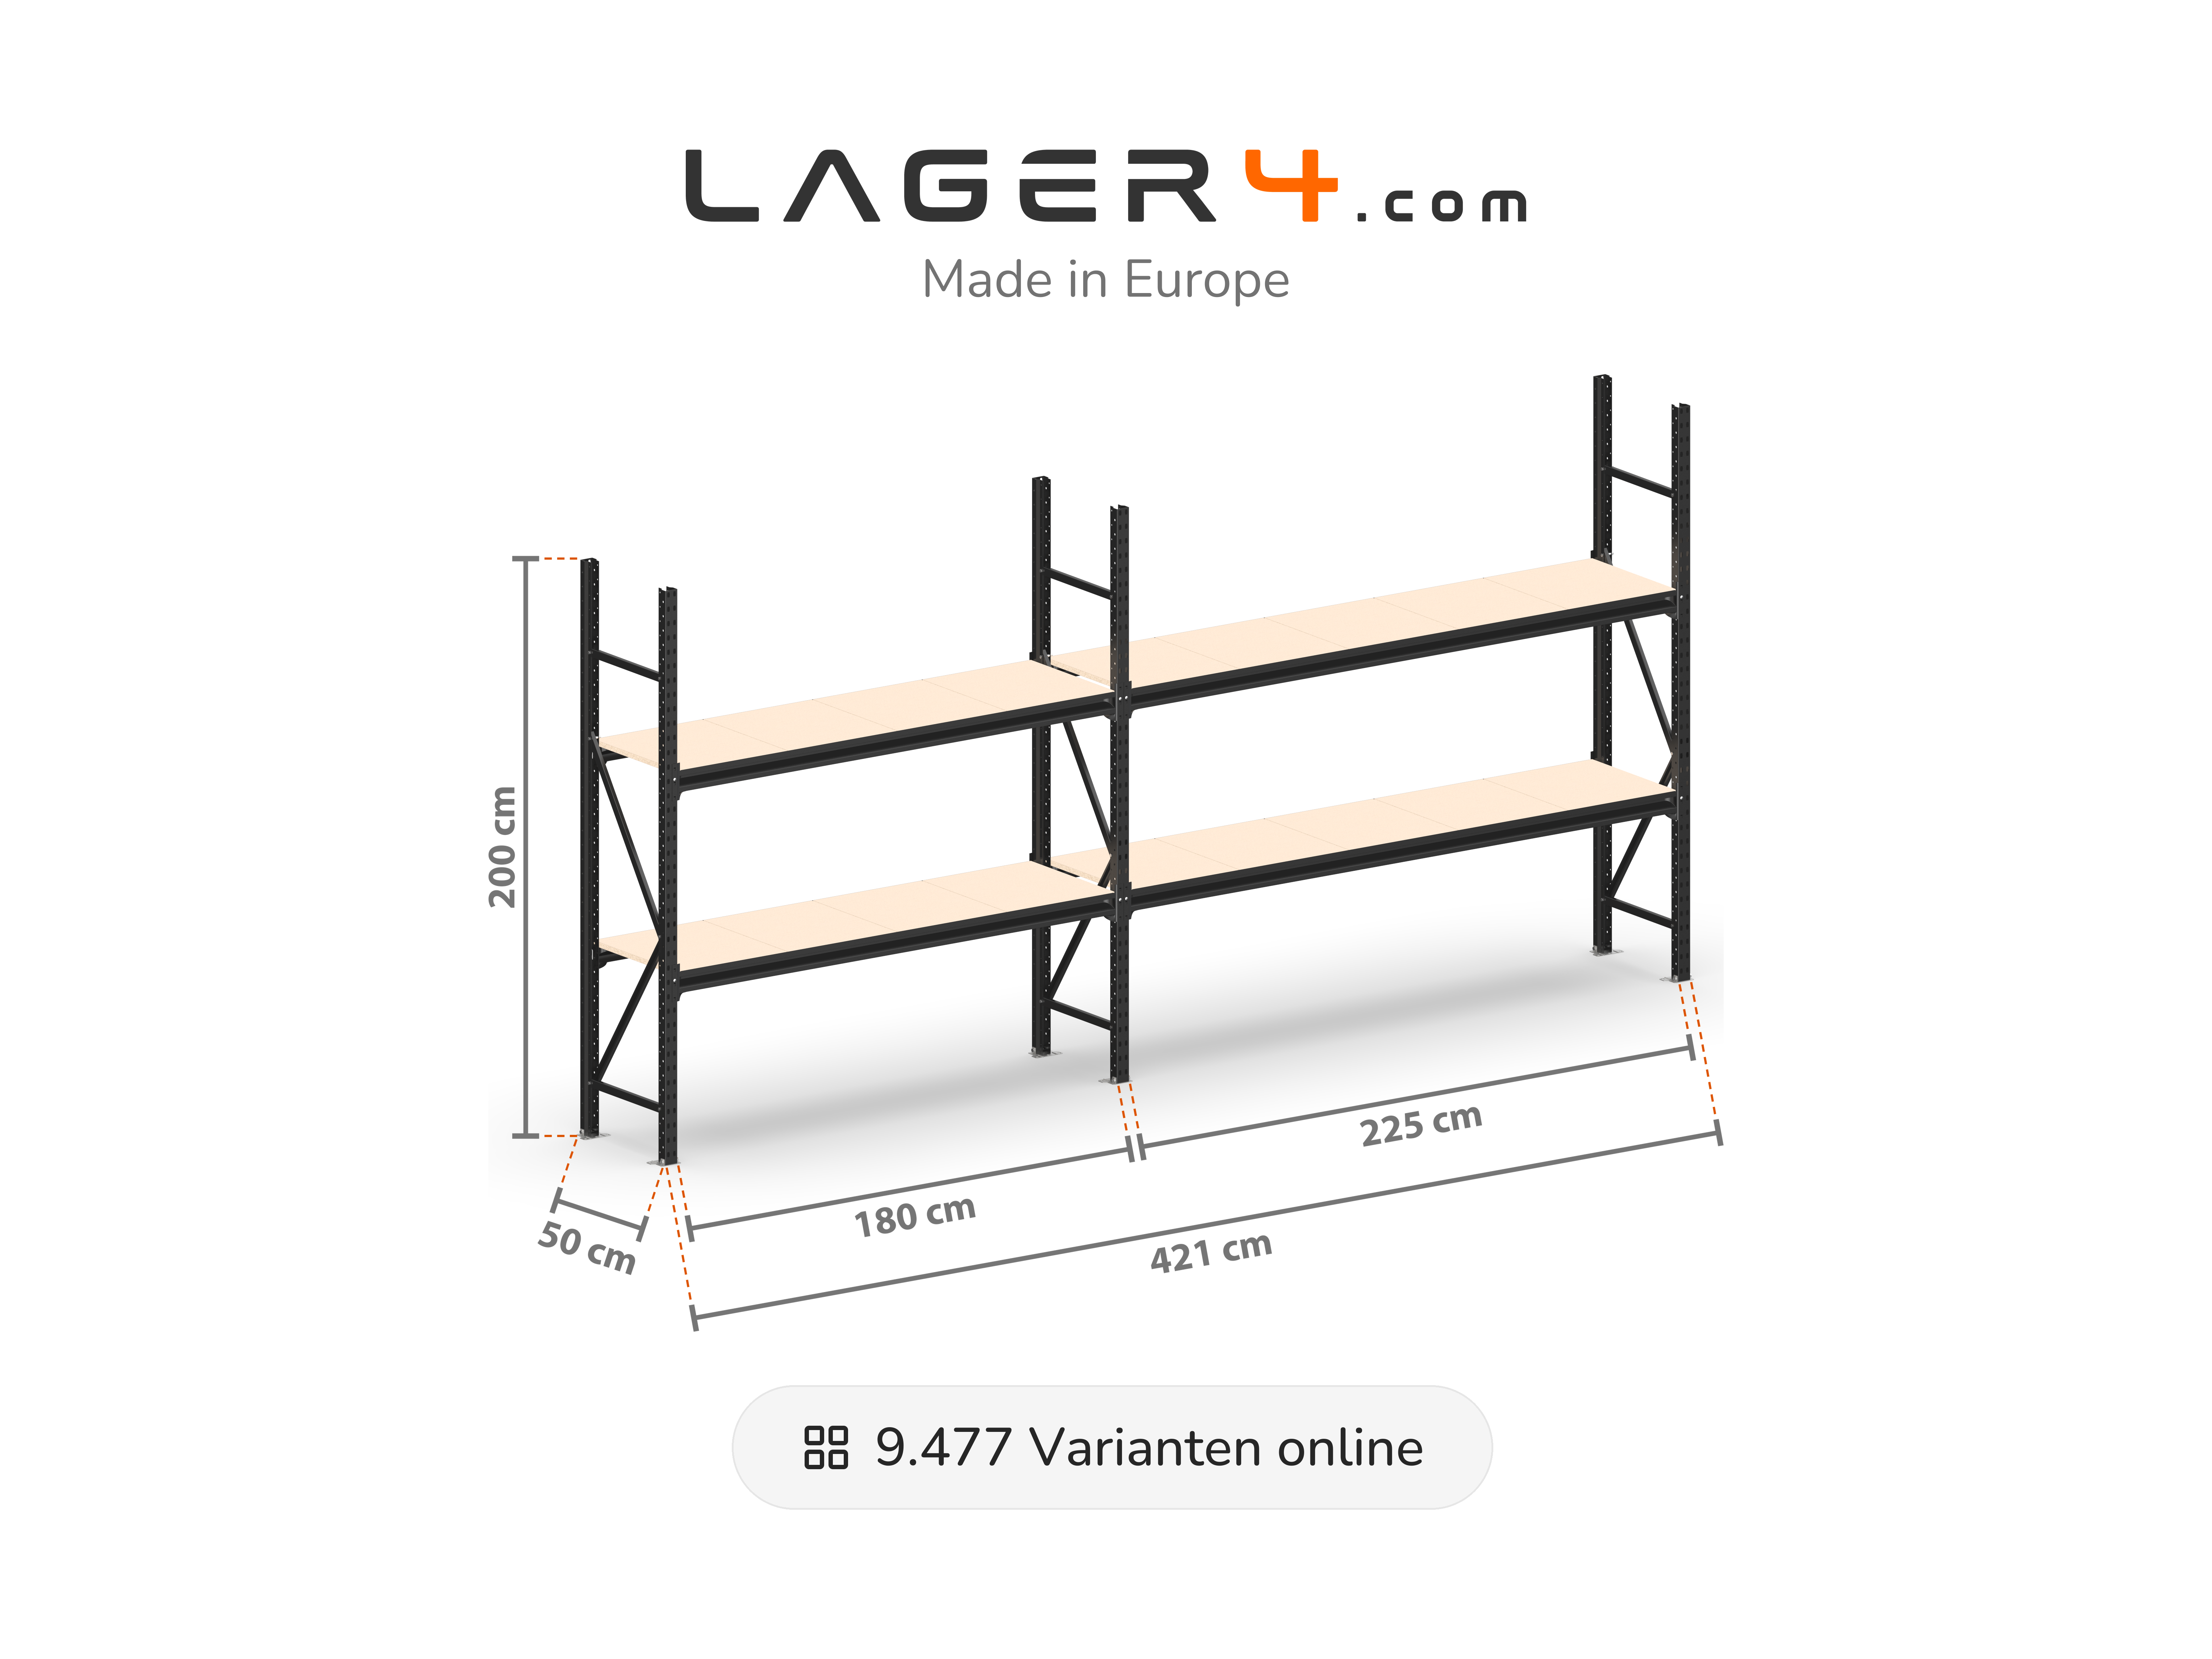 LAGER4.com
Made in Europe
200 cm
50 cm
180 cm
225 cm
421 cm
9.477 Varianten online